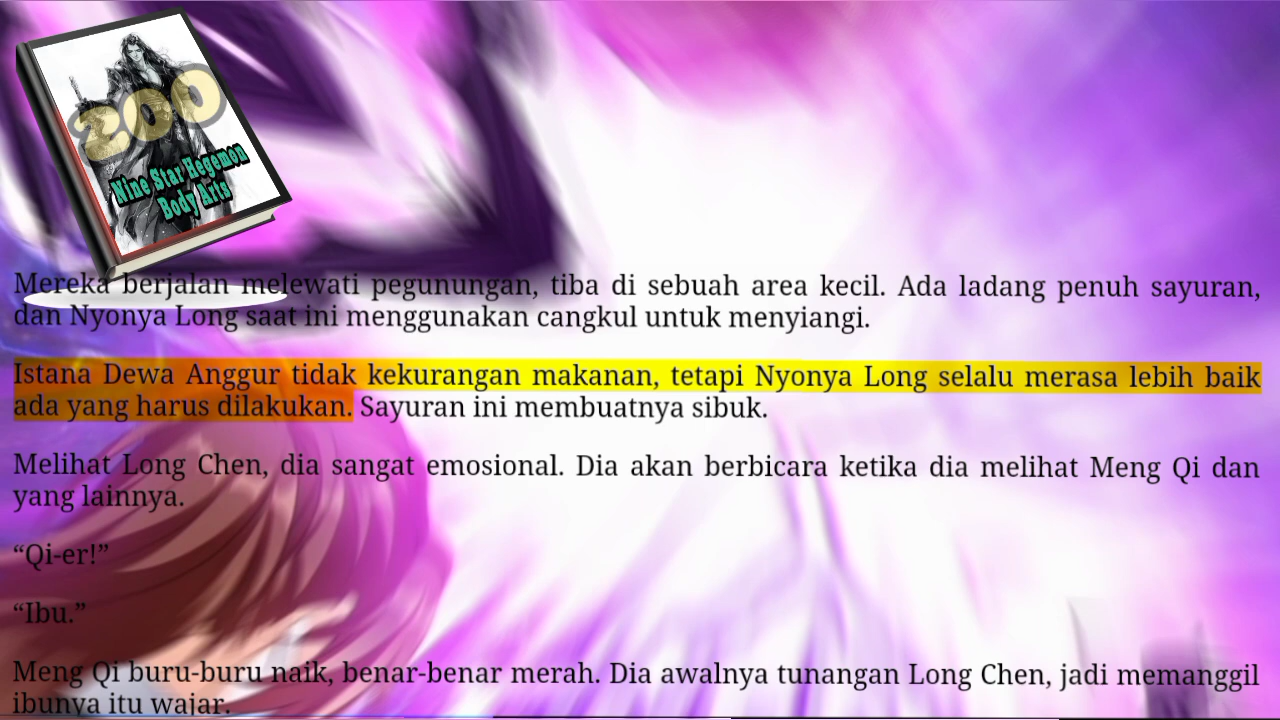 200
Nine Star Hegemon
Body Arts
Mereka berjalan melewati pegunungan, tiba di sebuah area kecil. Ada ladang penuh sayuran,
dan Nyonya Long saat ini menggunakan cangkul untuk menyiangi.
Istana Dewa Anggur tidak kekurangan makanan, tetapi Nyonya Long selalu merasa lebih baik
ada yang harus dilakukan. Sayuran ini membuatnya sibuk.
Melihat Long Chen, dia sangat emosional. Dia akan berbicara ketika dia melihat Meng Qi dan
yang lainnya.
“Qi-er!”
“Ibu.”
Meng Qi buru-buru naik, benar-benar merah. Dia awalnya tunangan Long Chen, jadi memanggil
ibunya itu wajar.